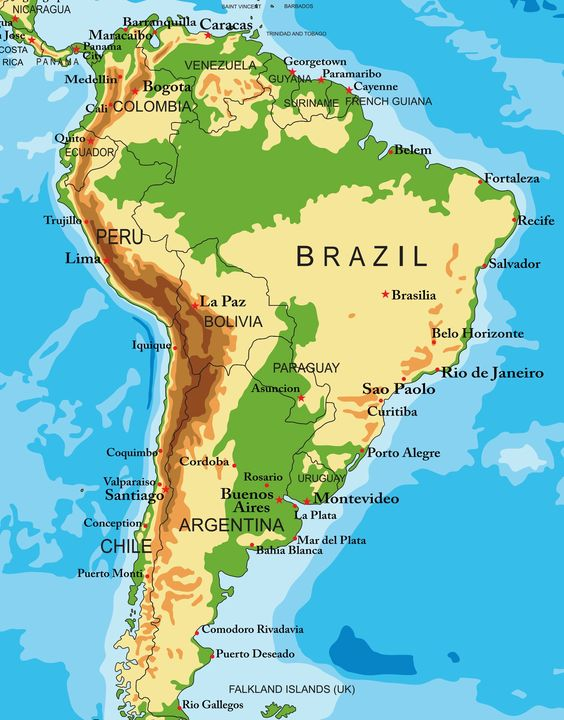 SAINT VINCENT
BARBADOS
NICARAGUA
Barranquilla
Caracas
Maracaibo
TRINIDAD AND TOBAGO
Jose
COSTA
RICA
PANAMA
Panama
City
VENEZUELA
Georgetown
Medellin
GUYANA
Paramaribo
Bogota
Cayenne
Cali
COLOMBIA
SURINAME
FRENCH GUIANA
Quito
ECUADOR
Belem
Fortaleza
Trujillo
Recife
PERU
Lima
BRAZIL
Salvador
La Paz
Brasilia
BOLIVIA
Iquique
Belo Horizonte
PARAGUAY
Rio de Janeiro
Asuncion
Sao Paolo
Curitiba
Coquimbo
Porto Alegre
Cordoba
Valparaiso
Rosario
URUGUAY
Santiago
Buenos
Aires
Montevideo
La Plata
Conception
ARGENTINA
CHILE
Mar del Plata
Bahia Blanca
Puerto Monti
Comodoro Rivadavia
Puerto Deseado
FALKLAND ISLANDS (UK)
Rio Gallegos